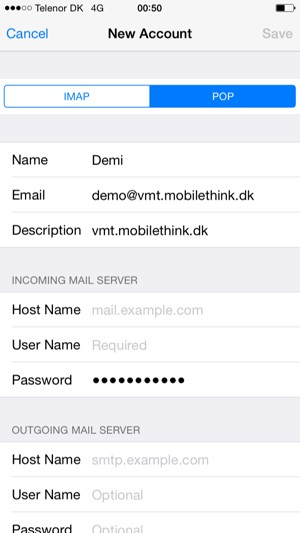 Telenor DK 4G 00:50
Cancel New Account Save
IMAP POP
Name Demi
Email demo@vmt.mobilethink.dk
Description vmt.mobilethink.dk
INCOMING MAIL SERVER
Host Name mail.example.com
User Name Required
Password ●●●●●●●●●●●
OUTGOING MAIL SERVER
Host Name smtp.example.com
User Name Optional
Password Optional